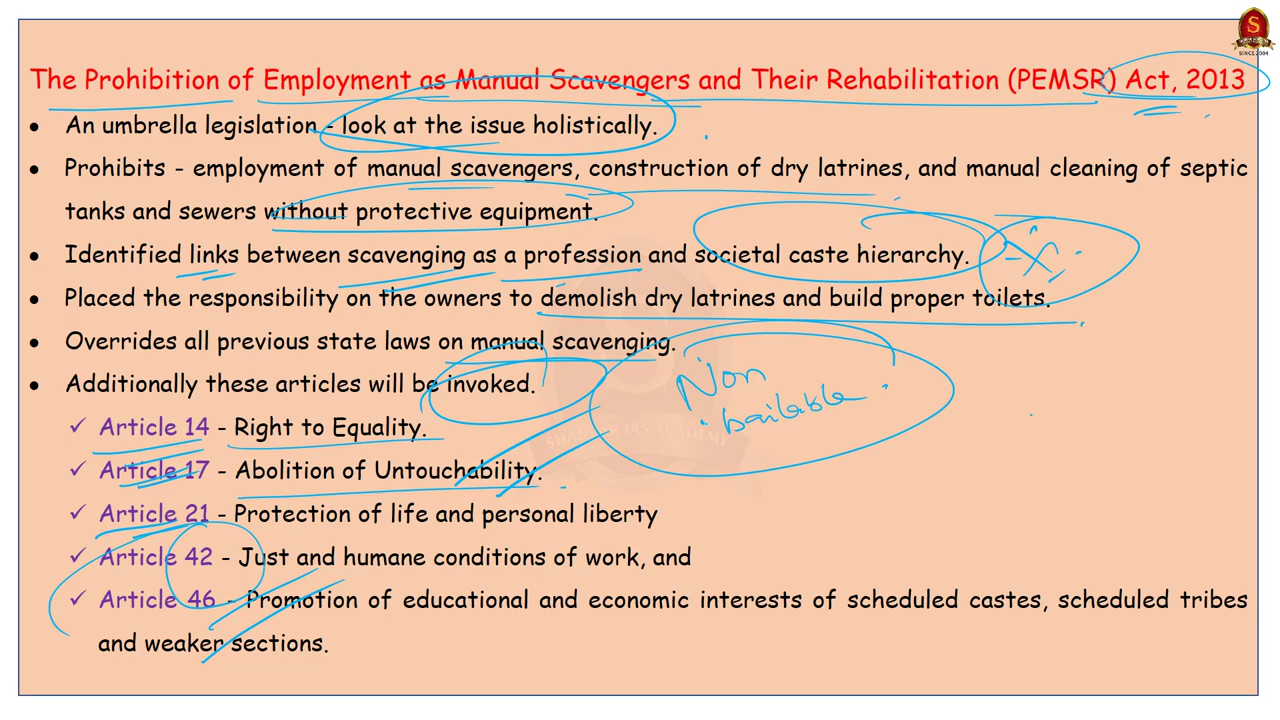 S
SINCE 2004
The Prohibition of Employment as Manual Scavengers and Their Rehabilitation (PEMSR) Act, 2013
• An umbrella legislation - look at the issue holistically.
• Prohibits - employment of manual scavengers, construction of dry latrines, and manual cleaning of septic
tanks and sewers without protective equipment.
• Identified links between scavenging as a profession and societal caste hierarchy.
• Placed the responsibility on the owners to demolish dry latrines and build proper toilets.
• Overrides all previous state laws on manual scavenging.
• Additionally these articles will be invoked.
Non
bailable
✓ Article 14 - Right to Equality.
SHANKAR IAS ACADEMY
✓ Article 17 - Abolition of Untouchability.
✓ Article 21 - Protection of life and personal liberty
✓ Article 42 - Just and humane conditions of work, and
✓ Article 46 - Promotion of educational and economic interests of scheduled castes, scheduled tribes
and weaker sections.